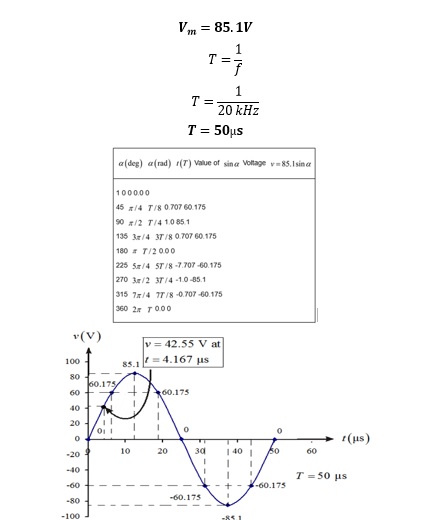 V_m = 85.1V
T = 1/f
T = 1/20 kHz
T = 50μs
α(deg) α(rad) t(T) Value of sin α Voltage v = 85.1sin α
1 0 0 0.0 0
45 π/4 T/8 0.707 60.175
90 π/2 T/4 1.0 85.1
135 3π/4 3T/8 0.707 60.175
180 π T/2 0.0 0
225 5π/4 5T/8 -7.707 -60.175
270 3π/2 3T/4 -1.0 -85.1
315 7π/4 7T/8 -0.707 -60.175
360 2π T 0.0 0
v(V)
v = 42.55 V at
t = 4.167 μs
100
85.1
80
60.175
60
60.175
40
20
0
0
0
0
0 10 20 30 40 50 60
t(μs)
-20
-40
-60
-60.175
-60.175
T = 50 μs
-80
-85.1
-100